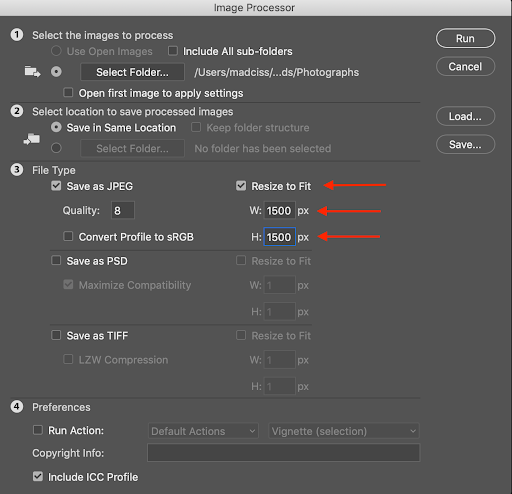 Image Processor
1 Select the images to process
Use Open Images Include All sub-folders
Select Folder... /Users/madciss/...ds/Photographs
Open first image to apply settings
Run
Cancel
2 Select location to save processed images
Save in Same Location Keep folder structure
Select Folder... No folder has been selected
Load...
Save...
3 File Type
Save as JPEG Resize to Fit
Quality: 8 W: 1500 px
Convert Profile to sRGB H: 1500 px
Save as PSD Resize to Fit
Maximize Compatibility W: 1 px
H: 1 px
Save as TIFF Resize to Fit
LZW Compression W: 1 px
H: 1 px
4 Preferences
Run Action: Default Actions Vignette (selection)
Copyright Info:
Include ICC Profile